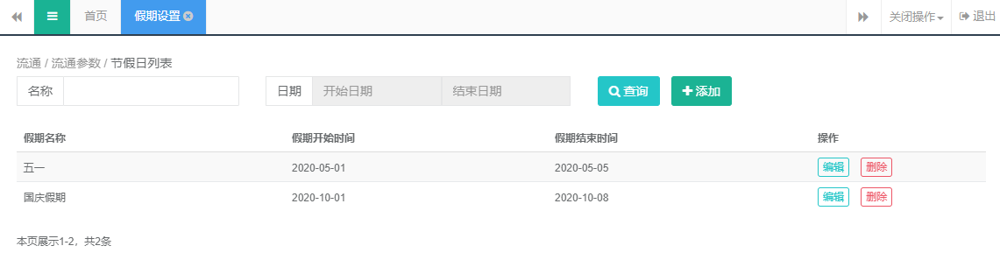 首页 假期设置 关闭操作 退出
流通 / 流通参数 / 节假日列表
名称 日期 开始日期 结束日期 查询 添加
假期名称 假期开始时间 假期结束时间 操作
五一 2020-05-01 2020-05-05 编辑 删除
国庆假期 2020-10-01 2020-10-08 编辑 删除
本页展示1-2，共2条